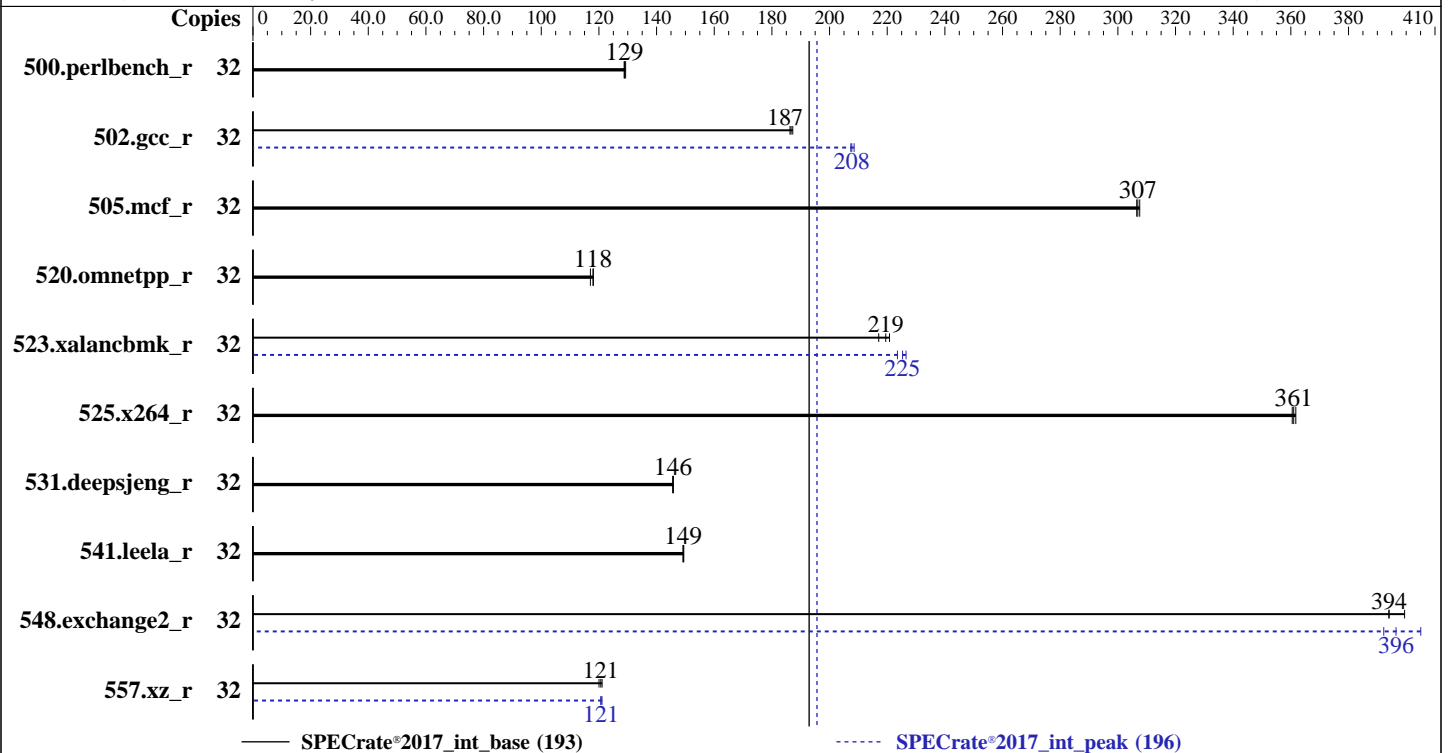 Copies 0 20.0 40.0 60.0 80.0 100 120 140 160 180 200 220 240 260 280 300 320 340 360 380 410
500.perlbench_r 32 129
502.gcc_r 32 187
208
505.mcf_r 32 307
520.omnetpp_r 32 118
523.xalancbmk_r 32 219
225
525.x264_r 32 361
531.deepsjeng_r 32 146
541.leela_r 32 149
548.exchange2_r 32 394
396
557.xz_r 32 121
121
SPECrate®2017_int_base (193) SPECrate®2017_int_peak (196)